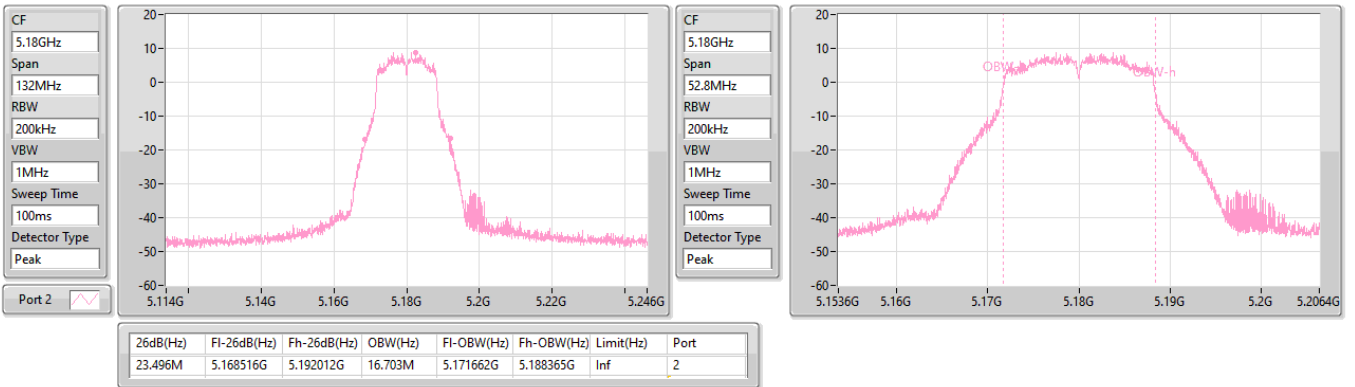 CF
5.18GHz
Span
132MHz
RBW
200kHz
VBW
1MHz
Sweep Time
100ms
Detector Type
Peak
Port 2
20
10
0
-10
-20
-30
-40
-50
-60
5.114G 5.14G 5.16G 5.18G 5.2G 5.22G 5.246G
CF
5.18GHz
Span
52.8MHz
RBW
200kHz
VBW
1MHz
Sweep Time
100ms
Detector Type
Peak
20
10
0
-10
-20
-30
-40
-50
-60
OBW-h
5.1536G 5.16G 5.17G 5.18G 5.19G 5.2G 5.2064G
26dB(Hz) Fl-26dB(Hz) Fh-26dB(Hz) OBW(Hz) Fl-OBW(Hz) Fh-OBW(Hz) Limit(Hz) Port
23.496M 5.168516G 5.192012G 16.703M 5.171662G 5.188365G Inf 2